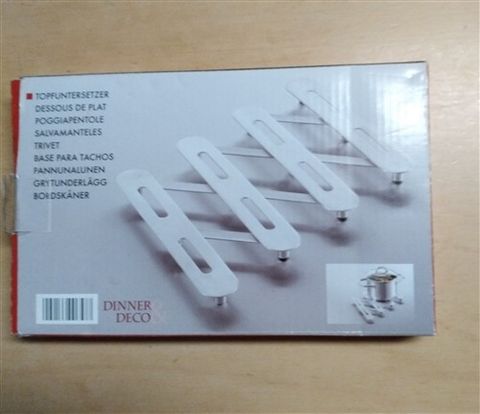 TOPFUNTERSETZER
DESSOUS DE PLAT
POGGIAPENTOLE
SALVAMANTELES
TRIVET
BASE PARA TACHOS
PANNUNALUNEN
GRYTUNDERLÄGG
BORDSKÅNER
DINNER &
DECO